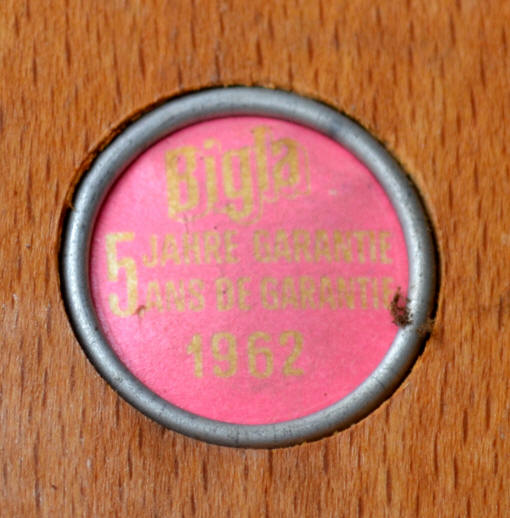 Bigla
5 JAHRE GARANTIE
ANS DE GARANTIE
1962